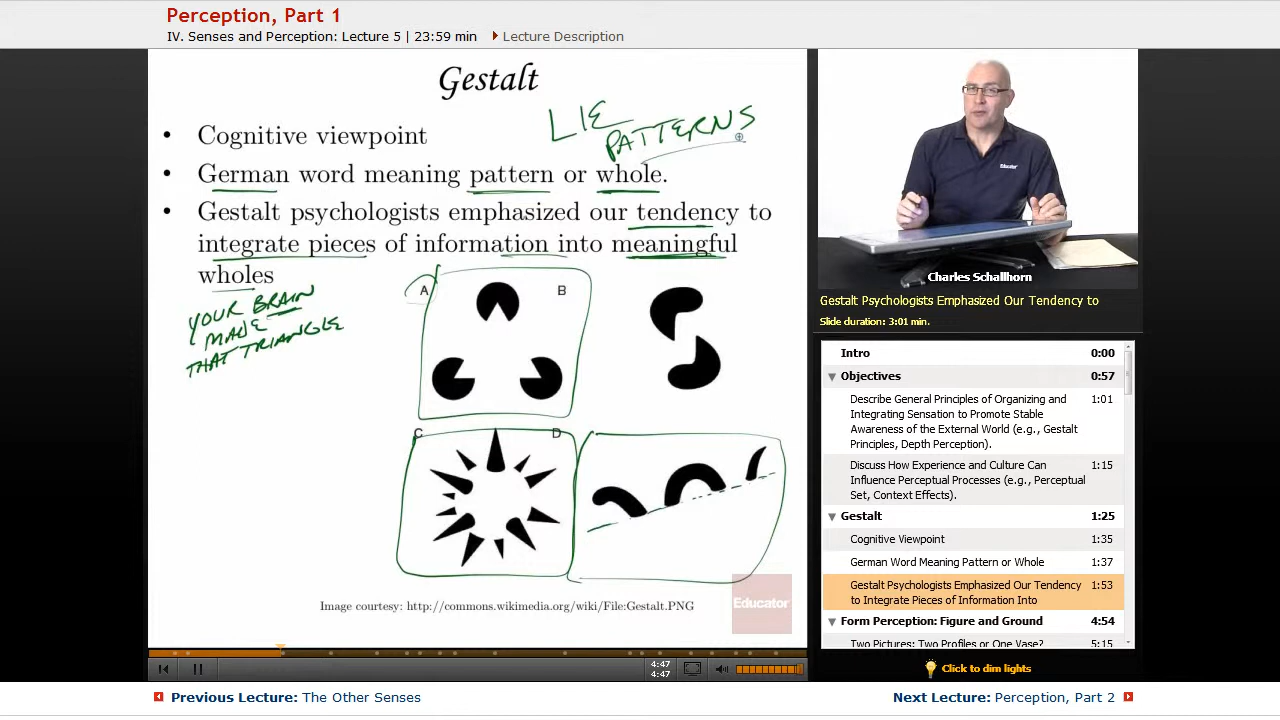 Perception, Part 1
IV. Senses and Perception: Lecture 5 | 23:59 min
Lecture Description
Gestalt
LIE
PATTERNS
• Cognitive viewpoint
• German word meaning pattern or whole.
• Gestalt psychologists emphasized our tendency to
integrate pieces of information into meaningful
wholes
YOUR BRAIN
MADE
THAT TRIANGLE
A
B
C
D
Image courtesy: http://commons.wikimedia.org/wiki/File:Gestalt.PNG
Educator
Educator
Charles Schallhorn
Gestalt Psychologists Emphasized Our Tendency to
Slide duration: 3:01 min.
Intro 0:00
Objectives 0:57
Describe General Principles of Organizing and 1:01
Integrating Sensation to Promote Stable
Awareness of the External World (e.g., Gestalt
Principles, Depth Perception).
Discuss How Experience and Culture Can 1:15
Influence Perceptual Processes (e.g., Perceptual
Set, Context Effects).
Gestalt 1:25
Cognitive Viewpoint 1:35
German Word Meaning Pattern or Whole 1:37
Gestalt Psychologists Emphasized Our Tendency 1:53
to Integrate Pieces of Information Into
Form Perception: Figure and Ground 4:54
Two Pictures: Two Profiles or One Vase? 5:15
4:47
4:47
Click to dim lights
Previous Lecture: The Other Senses
Next Lecture: Perception, Part 2